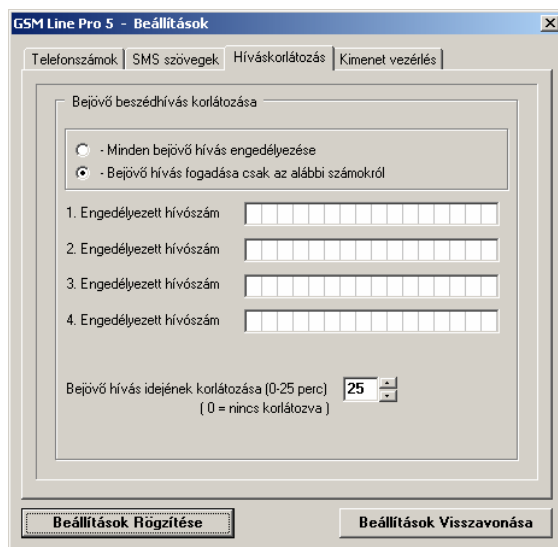 GSM Line Pro 5 - Beállítások
Telefonszámok SMS szövegek Híváskorlátozás Kimenet vezérlés
Bejövő beszédhívás korlátozása
- Minden bejövő hívás engedélyezése
- Bejövő hívás fogadása csak az alábbi számokról
1. Engedélyezett hívószám
2. Engedélyezett hívószám
3. Engedélyezett hívószám
4. Engedélyezett hívószám
Bejövő hívás idejének korlátozása (0-25 perc) 25
( 0 = nincs korlátozva )
Beállítások Rögzítése Beállítások Visszavonása